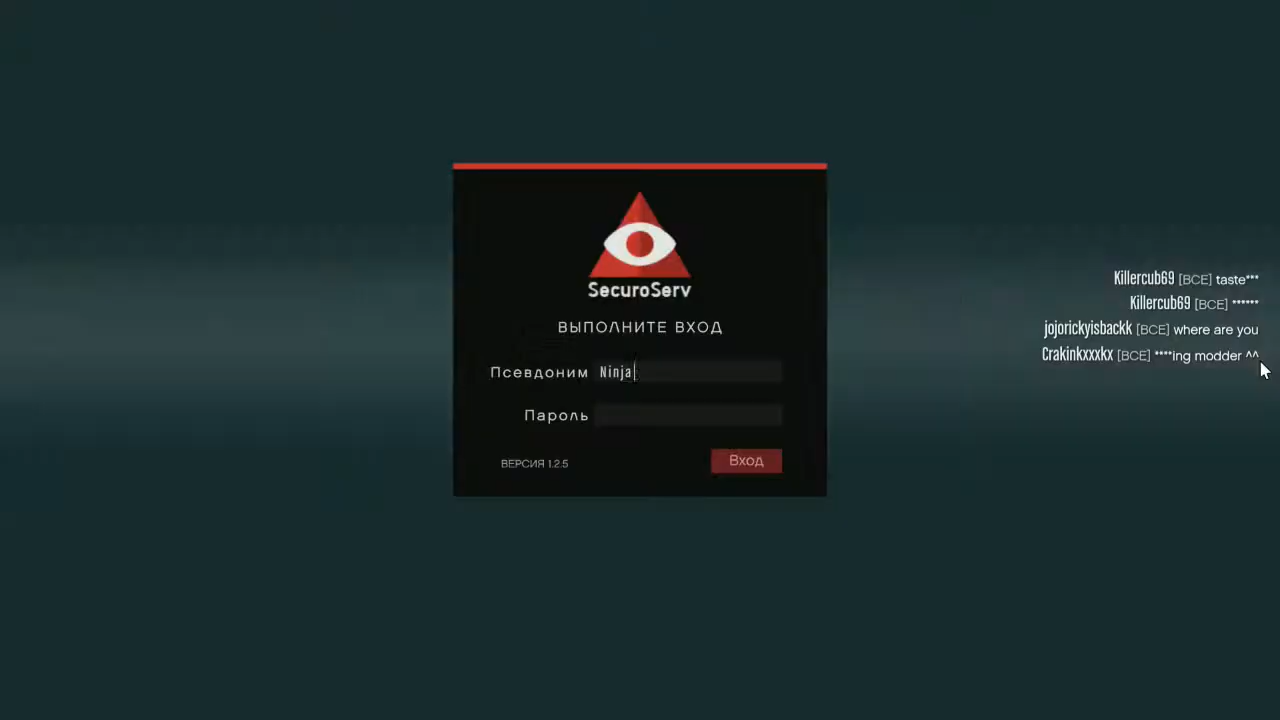 SecuroServ
ВЫПОЛНИТЕ ВХОД
Псевдоним Ninja
Пароль
ВЕРСИЯ 1.2.5 Вход
Killercub69 [ВСЕ] taste***
Killercub69 [ВСЕ] ******
jojorickyisbackk [ВСЕ] where are you
Crakinkxxxkx [ВСЕ] ****ing modder ^^